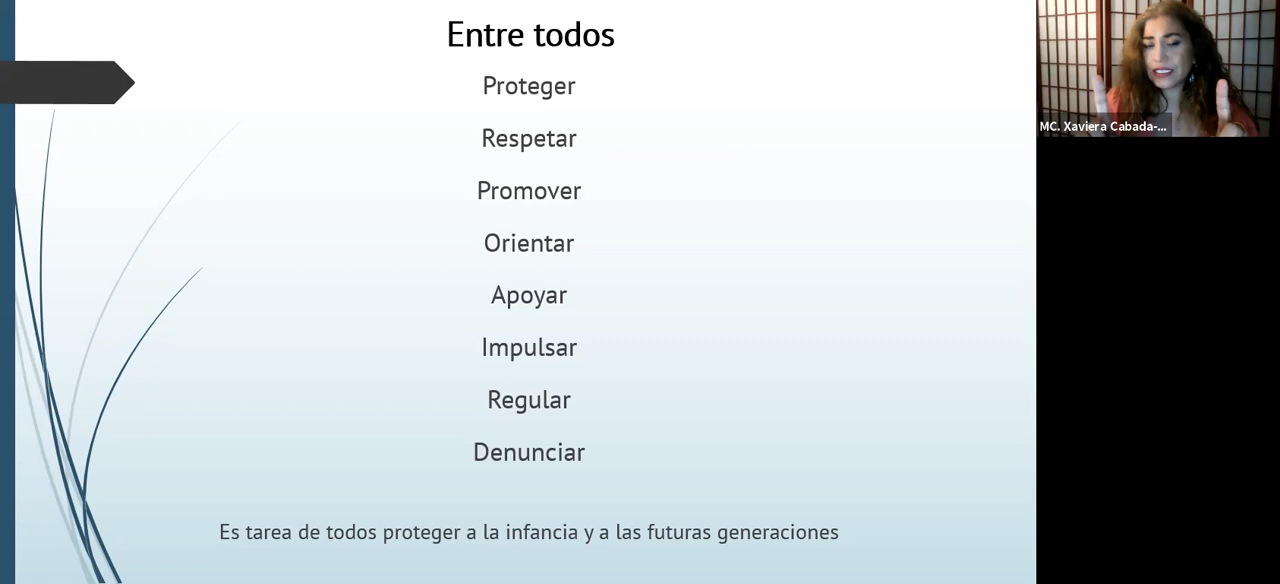 Entre todos
Proteger
Respetar
Promover
Orientar
Apoyar
Impulsar
Regular
Denunciar
Es tarea de todos proteger a la infancia y a las futuras generaciones
MC. Xaviera Cabada-...